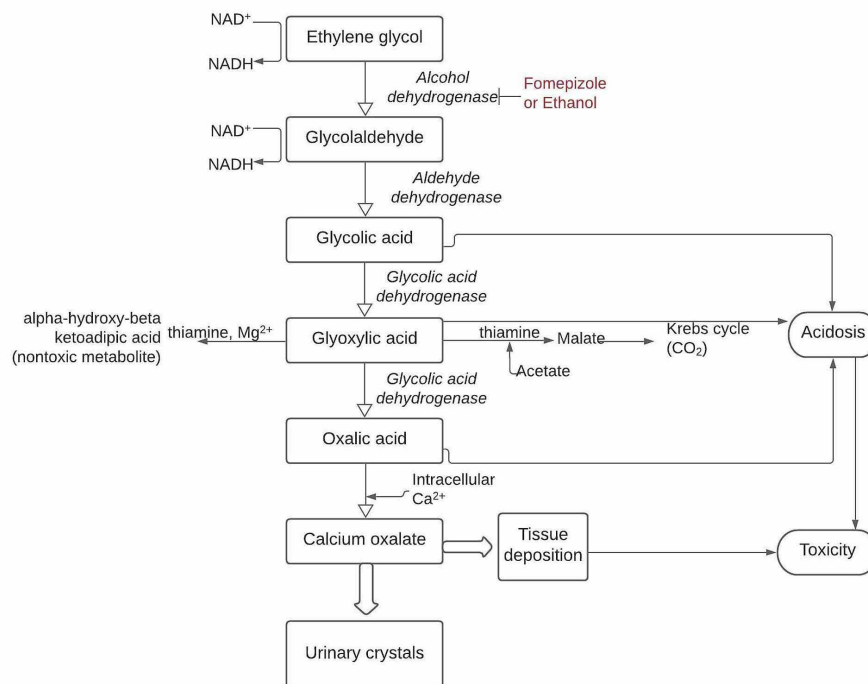 NAD⁺
Ethylene glycol
NADH
Alcohol
dehydrogenase
Fomepizole
or Ethanol
NAD⁺
Glycolaldehyde
NADH
Aldehyde
dehydrogenase
Glycolic acid
Glycolic acid
dehydrogenase
alpha-hydroxy-beta
ketoadipic acid
(nontoxic metabolite)
thiamine, Mg²⁺
Glyoxylic acid
thiamine
Malate
Krebs cycle
(CO₂)
Acidosis
Acetate
Glycolic acid
dehydrogenase
Oxalic acid
Intracellular
Ca²⁺
Calcium oxalate
Tissue
deposition
Toxicity
Urinary crystals